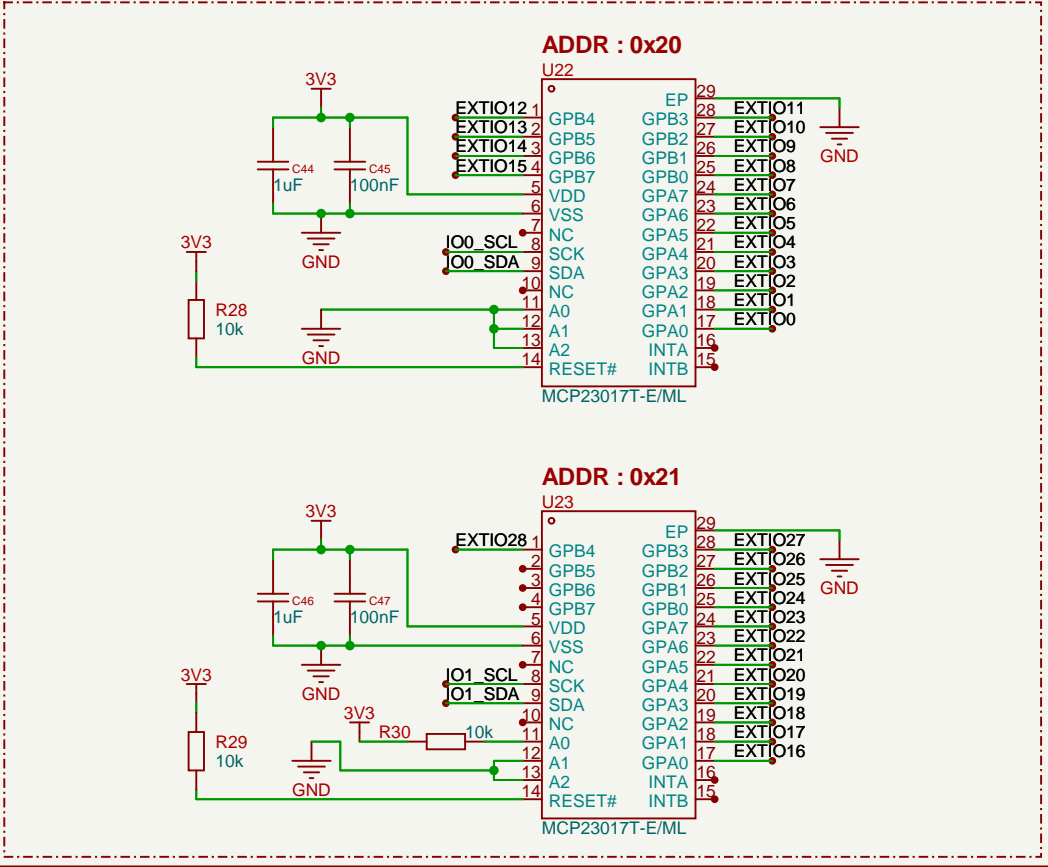 ADDR : 0x20
U22
3V3
C44
1uF
C45
100nF
GND
EXTIO12 1 GPB4
EXTIO13 2 GPB5
EXTIO14 3 GPB6
EXTIO15 4 GPB7
5 VDD
6 VSS
7 NC
IO0_SCL 8 SCK
IO0_SDA 9 SDA
10 NC
11 A0
12 A1
13 A2
14 RESET#
GND
3V3
R28
10k
EP 29
GPB3 28 EXTIO11
GPB2 27 EXTIO10
GPB1 26 EXTIO9
GPB0 25 EXTIO8
GPA7 24 EXTIO7
GPA6 23 EXTIO6
GPA5 22 EXTIO5
GPA4 21 EXTIO4
GPA3 20 EXTIO3
GPA2 19 EXTIO2
GPA1 18 EXTIO1
GPA0 17 EXTIO0
INTA 16
INTB 15
GND
MCP23017T-E/ML
ADDR : 0x21
U23
3V3
C46
1uF
C47
100nF
GND
EXTIO28 1 GPB4
2 GPB5
3 GPB6
4 GPB7
5 VDD
6 VSS
7 NC
IO1_SCL 8 SCK
IO1_SDA 9 SDA
10 NC
3V3
R30 10k 11 A0
12 A1
13 A2
14 RESET#
GND
3V3
R29
10k
EP 29
GPB3 28 EXTIO27
GPB2 27 EXTIO26
GPB1 26 EXTIO25
GPB0 25 EXTIO24
GPA7 24 EXTIO23
GPA6 23 EXTIO22
GPA5 22 EXTIO21
GPA4 21 EXTIO20
GPA3 20 EXTIO19
GPA2 19 EXTIO18
GPA1 18 EXTIO17
GPA0 17 EXTIO16
INTA 16
INTB 15
GND
MCP23017T-E/ML